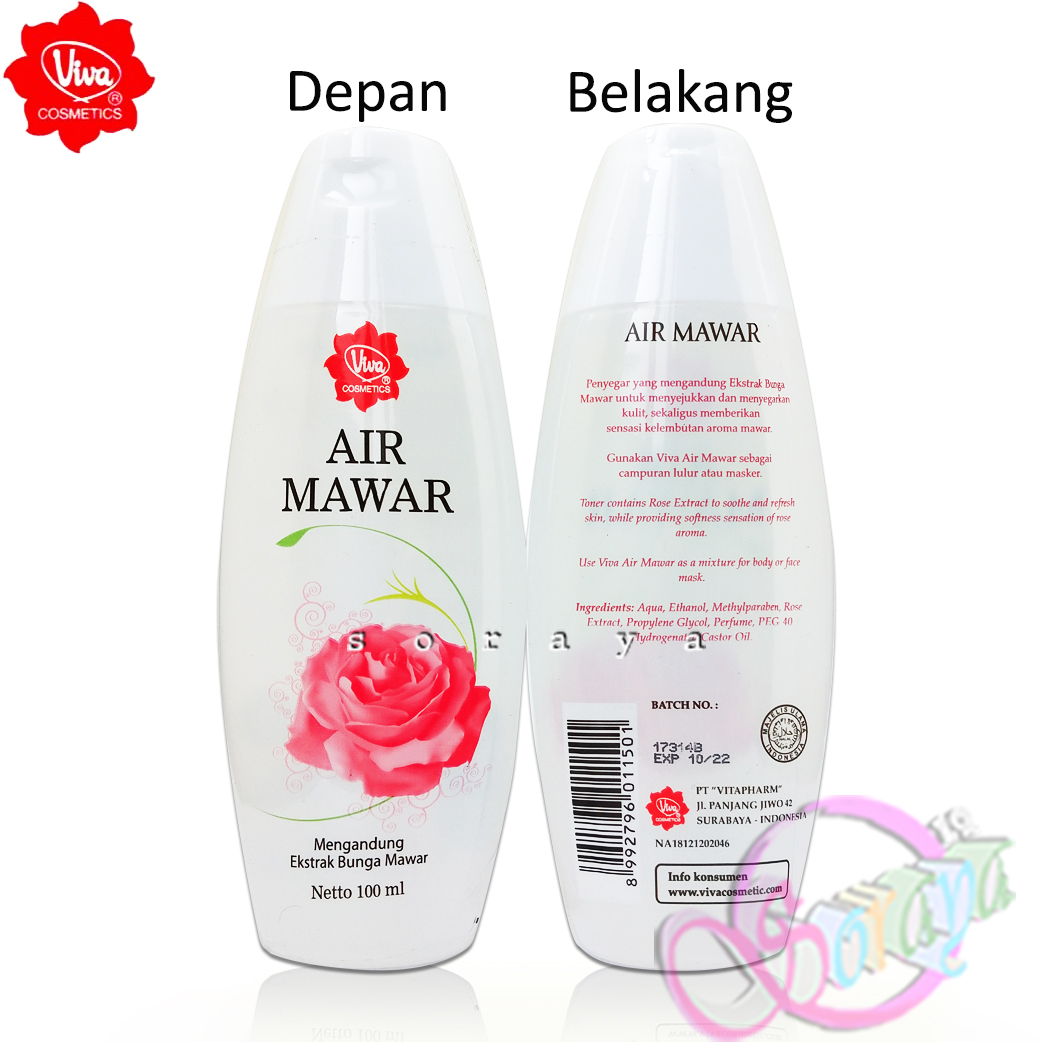 Viva
®
COSMETICS
Depan
Belakang
Viva
®
COSMETICS
AIR
MAWAR
Mengandung
Ekstrak Bunga Mawar
Netto 100 ml
AIR MAWAR
Penyegar yang mengandung Ekstrak Bunga
Mawar untuk menyejukkan dan menyegarkan
kulit, sekaligus memberikan
sensasi kelembutan aroma mawar.
Gunakan Viva Air Mawar sebagai
campuran lulur atau masker.
Toner contains Rose Extract to soothe and refresh
skin, while providing softness sensation of rose
aroma.
Use Viva Air Mawar as a mixture for body or face
mask.
Ingredients: Aqua, Ethanol, Methylparaben, Rose
Extract, Propylene Glycol, Perfume, PEG 40
Hydrogenated Castor Oil.
soraya
BATCH NO. :
17314B
EXP 10/22
MAJELIS ULAMA
INDONESIA
حلال
8992796011501
Viva
COSMETICS
PT "VITAPHARM"
Jl. PANJANG JIWO 42
SURABAYA - INDONESIA
NA18121202046
Info konsumen
www.vivacosmetic.com
Soraya